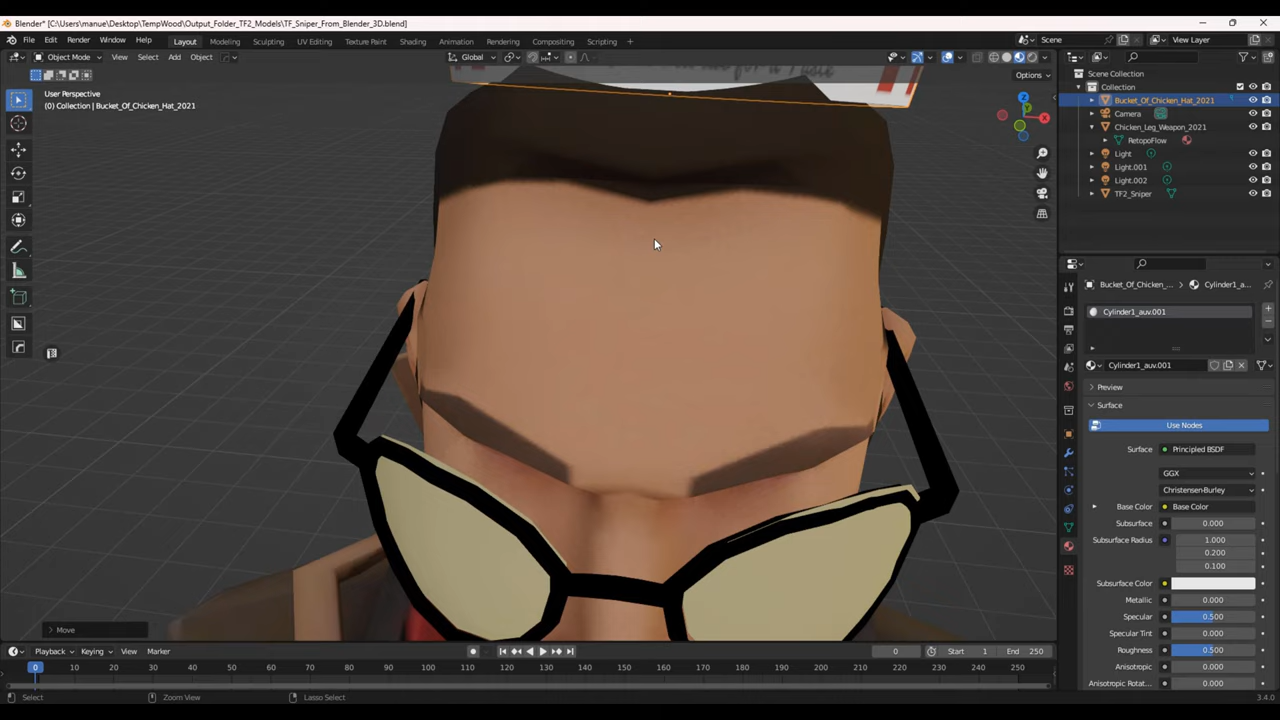 Blender* [C:\Users\manue\Desktop\TempWood\Output_Folder_TF2_Models\TF_Sniper_From_Blender_3D.blend]
File Edit Render Window Help Layout Modeling Sculpting UV Editing Texture Paint Shading Animation Rendering Compositing Scripting + Scene View Layer
Object Mode View Select Add Object Global
Options
User Perspective
(0) Collection | Bucket_Of_Chicken_Hat_2021
Scene Collection
Collection
Bucket_Of_Chicken_Hat_2021
Camera
Chicken_Leg_Weapon_2021
RetopoFlow
Light
Light.001
Light.002
TF2_Sniper
X
Y
Z
Bucket_Of_Chicken_... > Cylinder1_a...
Cylinder1_auv.001
Cylinder1_auv.001
Preview
Surface
Use Nodes
Surface Principled BSDF
GGX
Christensen-Burley
Base Color Base Color
Subsurface 0.000
Subsurface Radius 1.000
0.200
0.100
Subsurface Color
Metallic 0.000
Specular 0.500
Specular Tint 0.000
Roughness 0.500
Anisotropic 0.000
Anisotropic Rotat... 0.000
Move
Playback Keying View Marker 0 Start 1 End 250
0 10 20 30 40 50 60 70 80 90 100 110 120 130 140 150 160 170 180 190 200 210 220 230 240 250
Select Zoom View Lasso Select 3.4.0